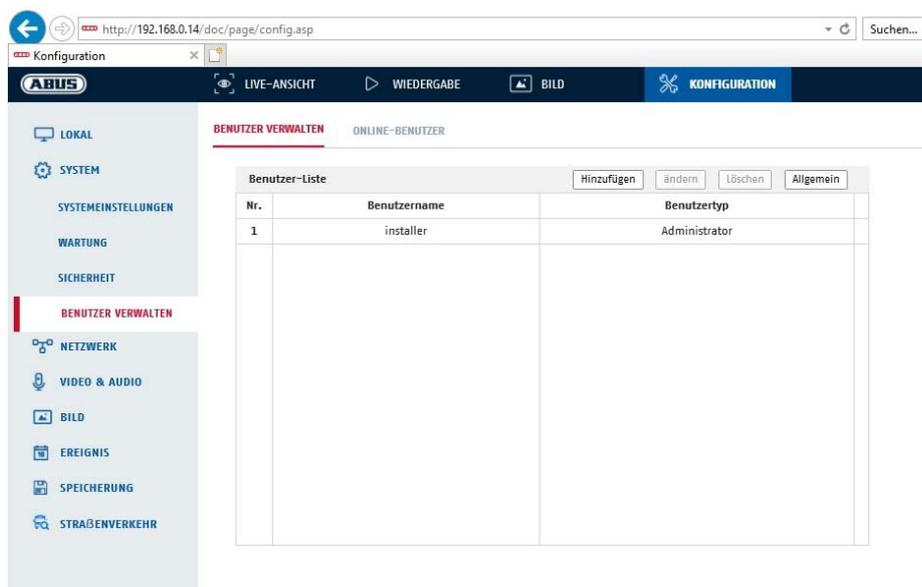 http://192.168.0.14/doc/page/config.asp
Suchen...
Konfiguration
ABUS
LIVE-ANSICHT
WIEDERGABE
BILD
KONFIGURATION
LOKAL
SYSTEM
SYSTEMEINSTELLUNGEN
WARTUNG
SICHERHEIT
BENUTZER VERWALTEN
NETZWERK
VIDEO & AUDIO
BILD
EREIGNIS
SPEICHERUNG
STRAßENVERKEHR
BENUTZER VERWALTEN
ONLINE-BENUTZER
Benutzer-Liste
Hinzufügen
ändern
Löschen
Allgemein
Nr. Benutzername Benutzertyp
1 installer Administrator